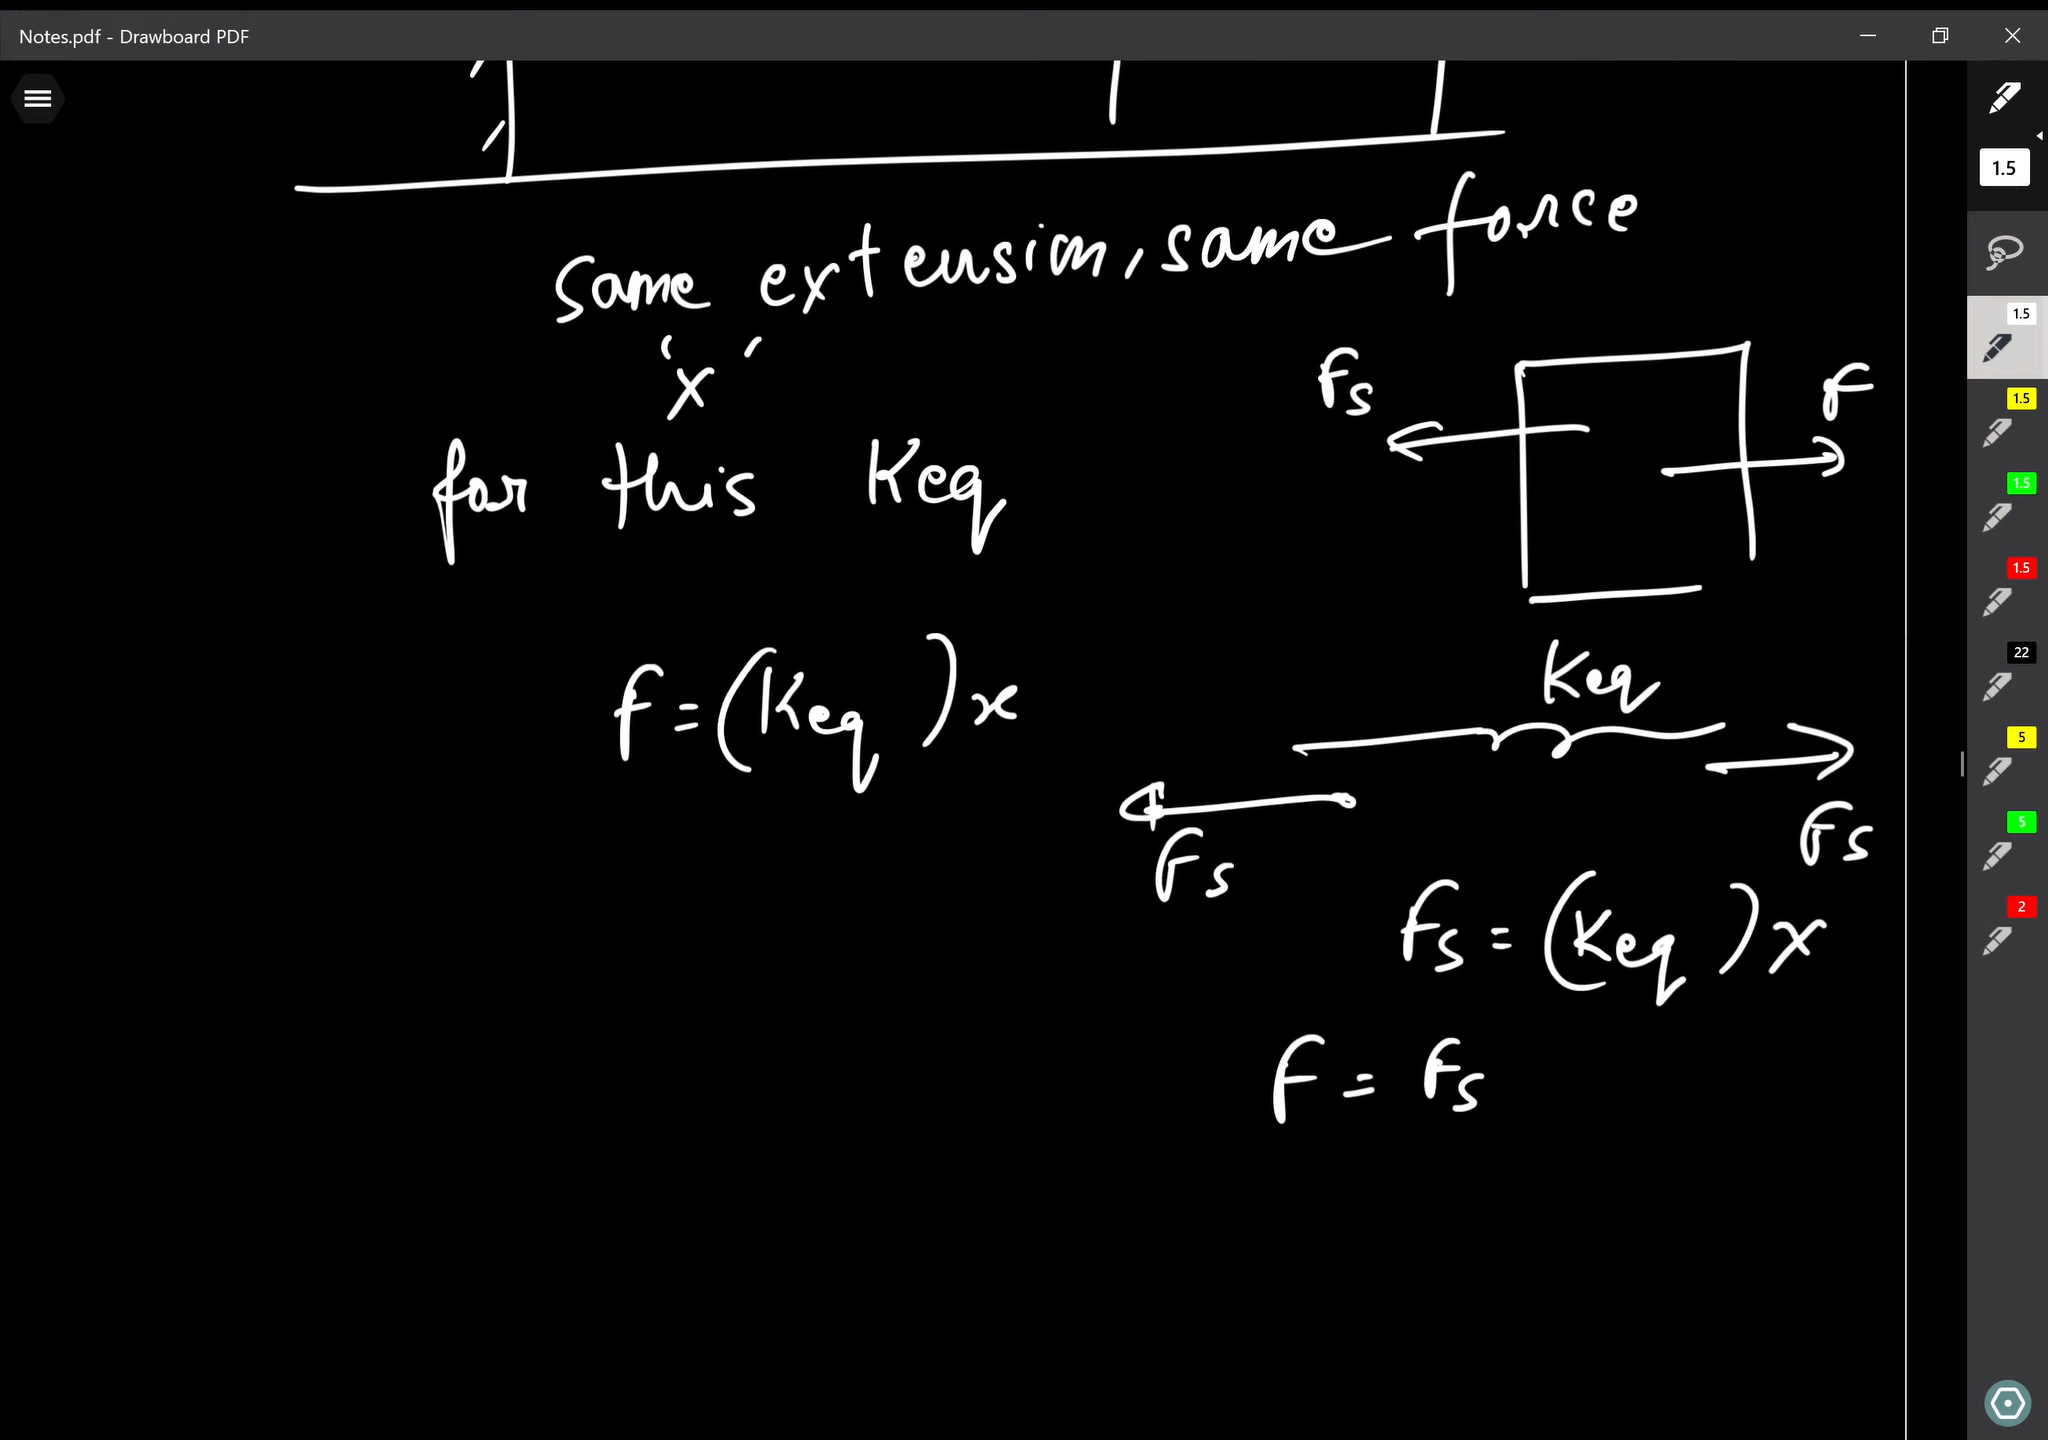 Notes.pdf - Drawboard PDF
1.5
same extension, same force
'x'
Fs
F
for this Keq
F = (Keq)x
Keq
Fs
Fs
Fs = (Keq)x
F = Fs
1.5
1.5
1.5
1.5
22
5
5
2